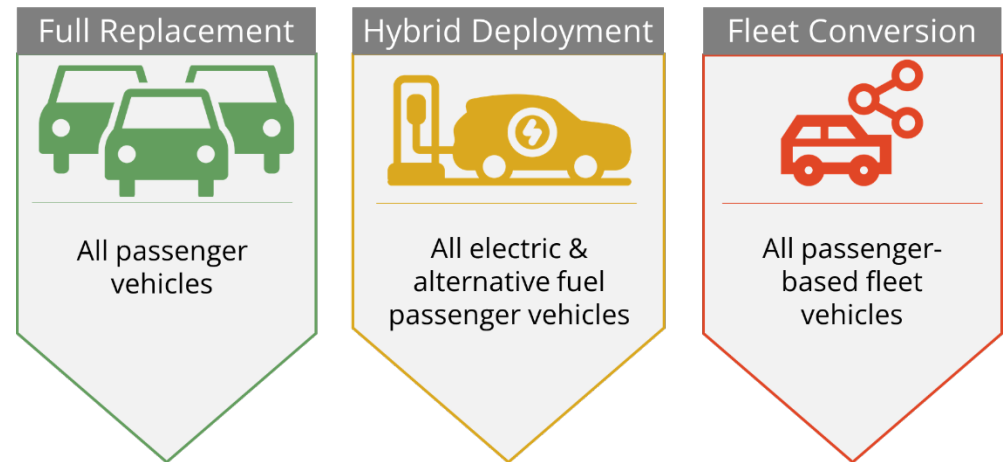 Full Replacement
Hybrid Deployment
Fleet Conversion
All passenger
vehicles
All electric &
alternative fuel
passenger vehicles
All passenger-
based fleet
vehicles